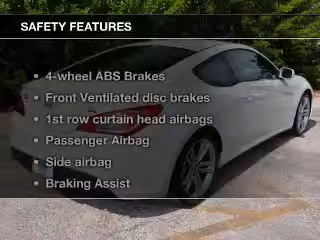 SAFETY FEATURES
• 4-wheel ABS Brakes
• Front Ventilated disc brakes
• 1st row curtain head airbags
• Passenger Airbag
• Side airbag
• Braking Assist